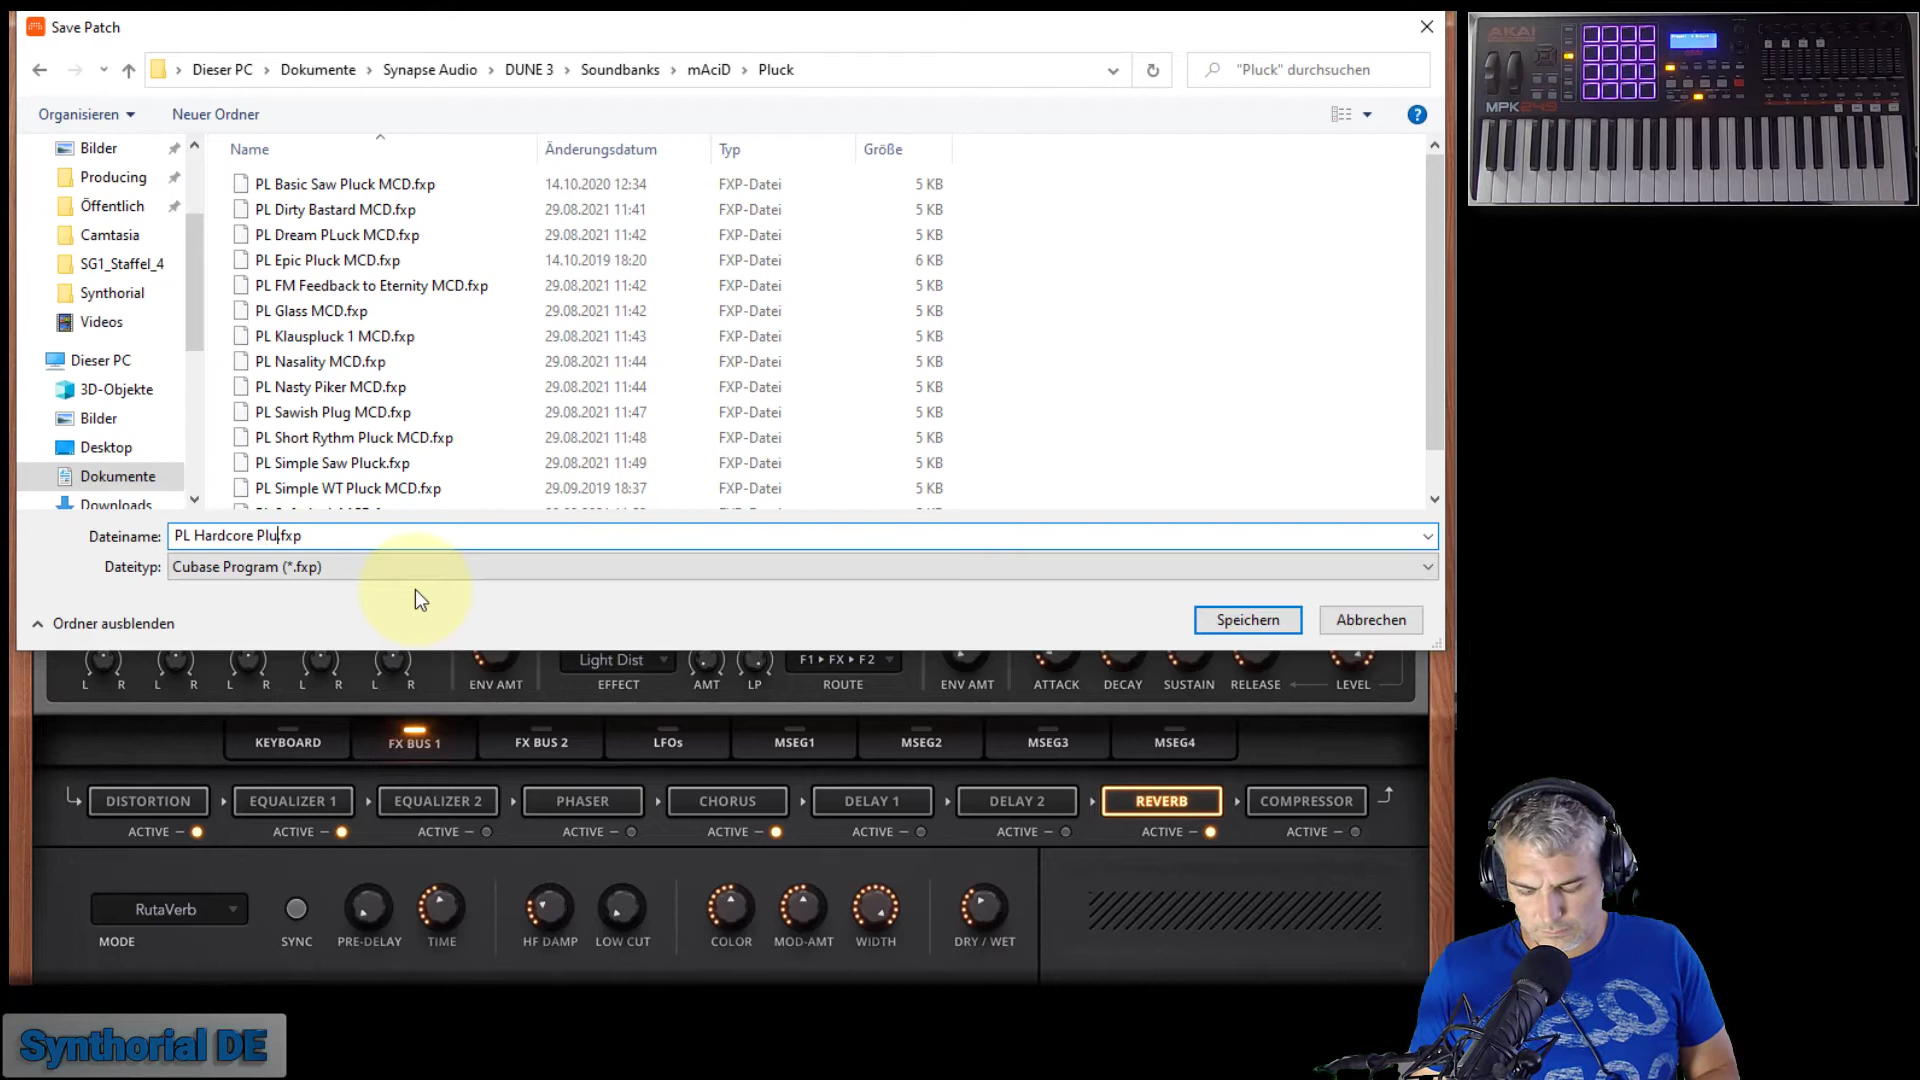 Save Patch
Dieser PC
Dokumente
Synapse Audio
DUNE 3
Soundbanks
mAciD
Pluck
"Pluck" durchsuchen
Organisieren
Neuer Ordner
Bilder
Producing
Öffentlich
Camtasia
SG1_Staffel_4
Synthorial
Videos
Dieser PC
3D-Objekte
Bilder
Desktop
Dokumente
Downloads
Name Änderungsdatum Typ Größe
PL Basic Saw Pluck MCD.fxp 14.10.2020 12:34 FXP-Datei 5 KB
PL Dirty Bastard MCD.fxp 29.08.2021 11:41 FXP-Datei 5 KB
PL Dream PLuck MCD.fxp 29.08.2021 11:42 FXP-Datei 5 KB
PL Epic Pluck MCD.fxp 14.10.2019 18:20 FXP-Datei 6 KB
PL FM Feedback to Eternity MCD.fxp 29.08.2021 11:42 FXP-Datei 5 KB
PL Glass MCD.fxp 29.08.2021 11:42 FXP-Datei 5 KB
PL Klauspluck 1 MCD.fxp 29.08.2021 11:43 FXP-Datei 5 KB
PL Nasality MCD.fxp 29.08.2021 11:44 FXP-Datei 5 KB
PL Nasty Piker MCD.fxp 29.08.2021 11:44 FXP-Datei 5 KB
PL Sawish Plug MCD.fxp 29.08.2021 11:47 FXP-Datei 5 KB
PL Short Rythm Pluck MCD.fxp 29.08.2021 11:48 FXP-Datei 5 KB
PL Simple Saw Pluck.fxp 29.08.2021 11:49 FXP-Datei 5 KB
PL Simple WT Pluck MCD.fxp 29.09.2019 18:37 FXP-Datei 5 KB
Dateiname: PL Hardcore Plu.fxp
Dateityp: Cubase Program (*.fxp)
Ordner ausblenden
Speichern
Abbrechen
AKAI
MPK249
Light Dist
F1 ▸ FX ▸ F2
L R L R L R L R L R ENV AMT EFFECT AMT LP ROUTE ENV AMT ATTACK DECAY SUSTAIN RELEASE LEVEL
KEYBOARD FX BUS 1 FX BUS 2 LFOs MSEG1 MSEG2 MSEG3 MSEG4
DISTORTION EQUALIZER 1 EQUALIZER 2 PHASER CHORUS DELAY 1 DELAY 2 REVERB COMPRESSOR
ACTIVE ACTIVE ACTIVE ACTIVE ACTIVE ACTIVE ACTIVE ACTIVE ACTIVE
RutaVerb
MODE SYNC PRE-DELAY TIME HF DAMP LOW CUT COLOR MOD-AMT WIDTH DRY / WET
Synthorial DE